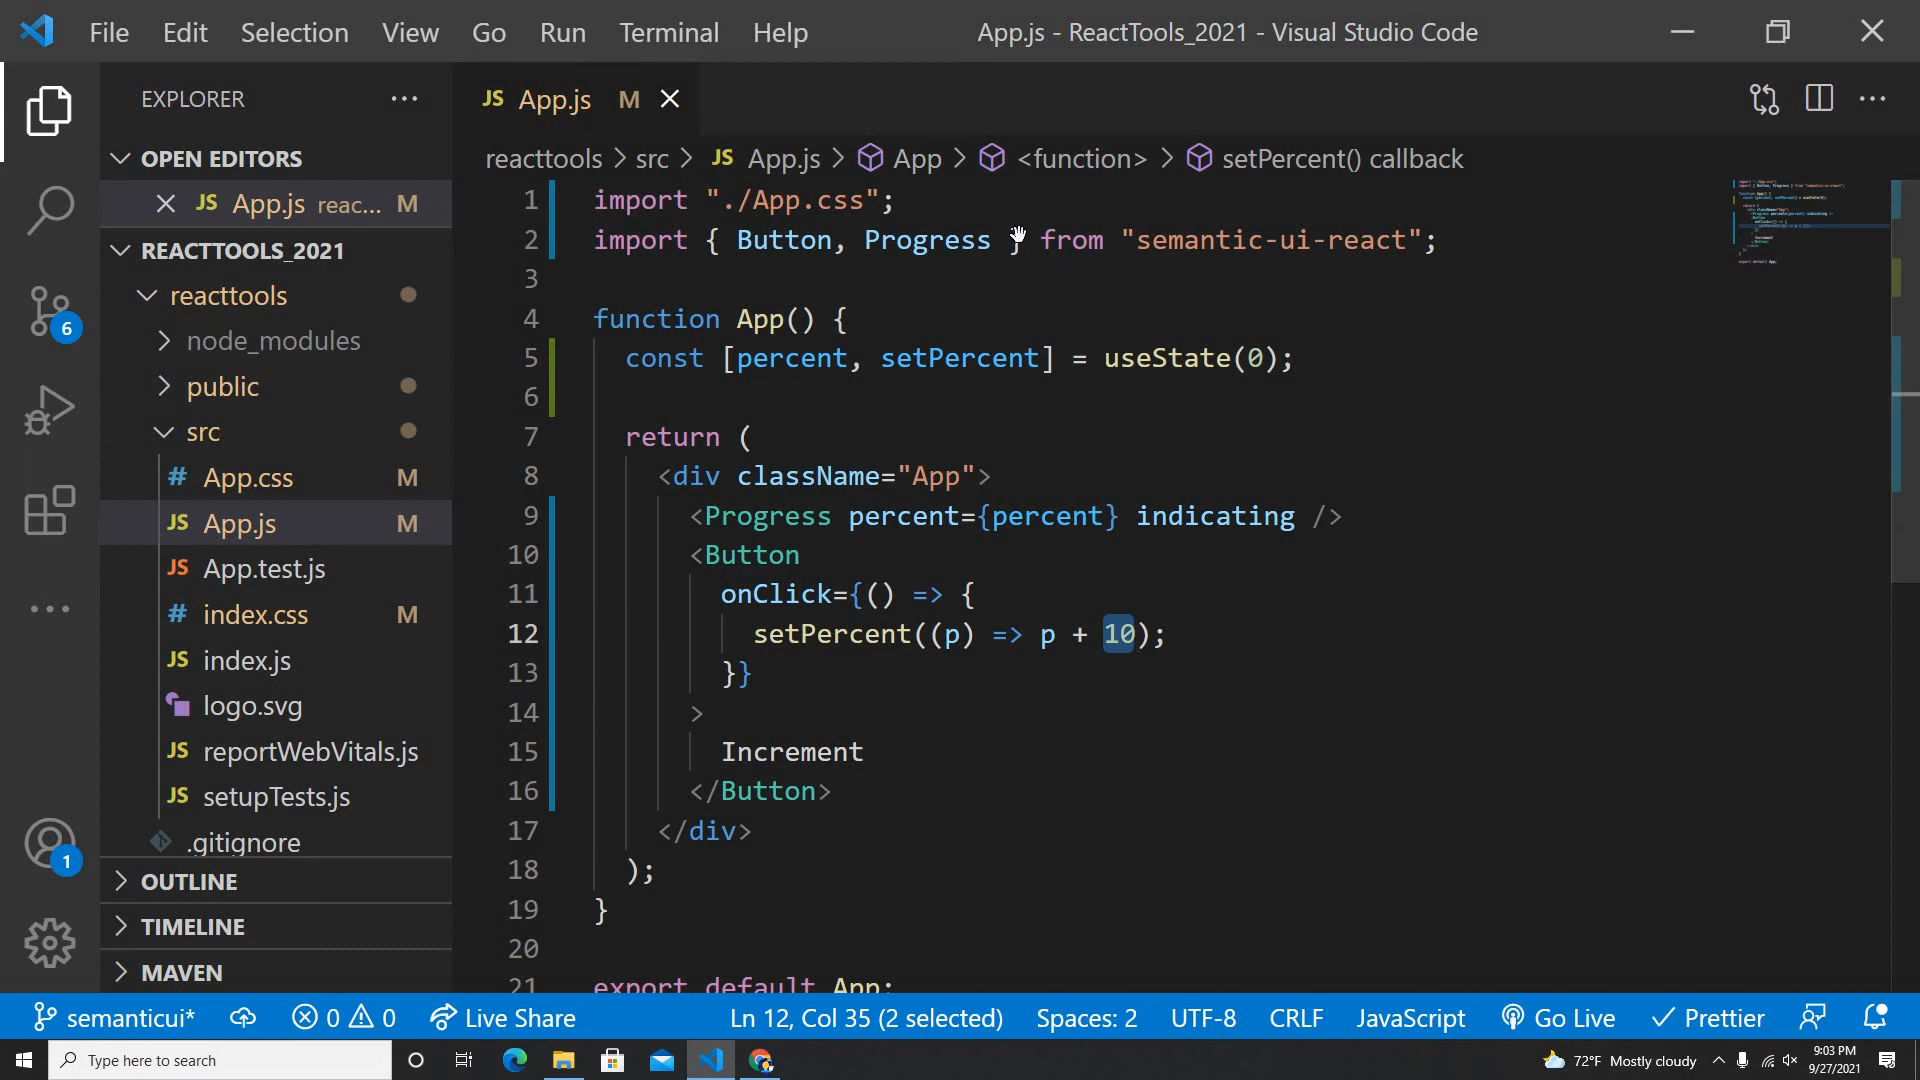 File Edit Selection View Go Run Terminal Help
App.js - ReactTools_2021 - Visual Studio Code
EXPLORER
JS App.js M
OPEN EDITORS
JS App.js reac... M
REACTTOOLS_2021
reacttools
node_modules
public
src
# App.css M
JS App.js M
JS App.test.js
# index.css M
JS index.js
logo.svg
JS reportWebVitals.js
JS setupTests.js
.gitignore
OUTLINE
TIMELINE
MAVEN
6
1
reacttools > src > JS App.js > App > <function> > setPercent() callback
1 import "./App.css";
2 import { Button, Progress } from "semantic-ui-react";
3
4 function App() {
5 const [percent, setPercent] = useState(0);
6
7 return (
8 <div className="App">
9 <Progress percent={percent} indicating />
10 <Button
11 onClick={() => {
12 setPercent((p) => p + 10);
13 }}
14 >
15 Increment
16 </Button>
17 </div>
18 );
19 }
20
21 export default App;
semanticui* 0 0 Live Share Ln 12, Col 35 (2 selected) Spaces: 2 UTF-8 CRLF JavaScript Go Live Prettier
Type here to search
72°F Mostly cloudy
9:03 PM
9/27/2021